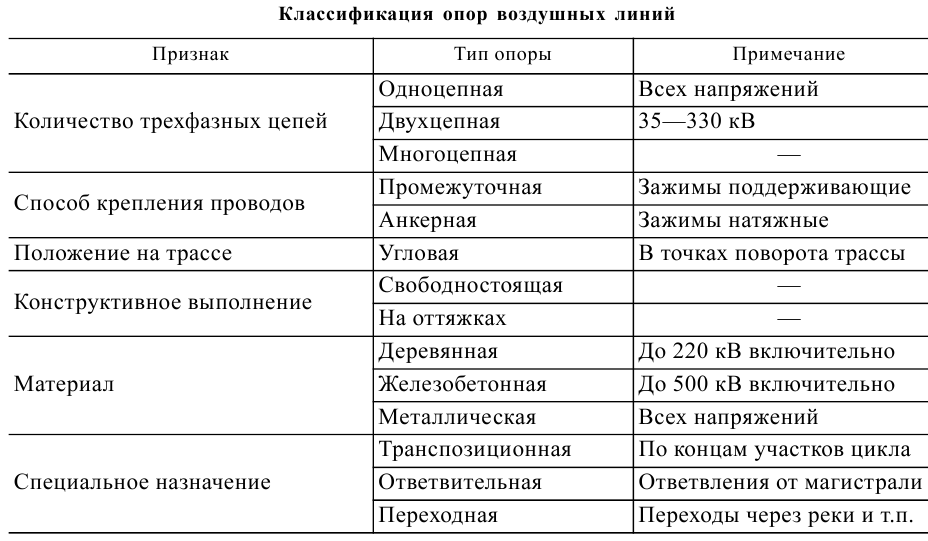 Классификация опор воздушных линий
Признак Тип опоры Примечание
Количество трехфазных цепей Одноцепная Всех напряжений
Двухцепная 35—330 кВ
Многоцепная —
Способ крепления проводов Промежуточная Зажимы поддерживающие
Анкерная Зажимы натяжные
Положение на трассе Угловая В точках поворота трассы
Конструктивное выполнение Свободностоящая —
На оттяжках —
Материал Деревянная До 220 кВ включительно
Железобетонная До 500 кВ включительно
Металлическая Всех напряжений
Специальное назначение Транспозиционная По концам участков цикла
Ответвительная Ответвления от магистрали
Переходная Переходы через реки и т.п.